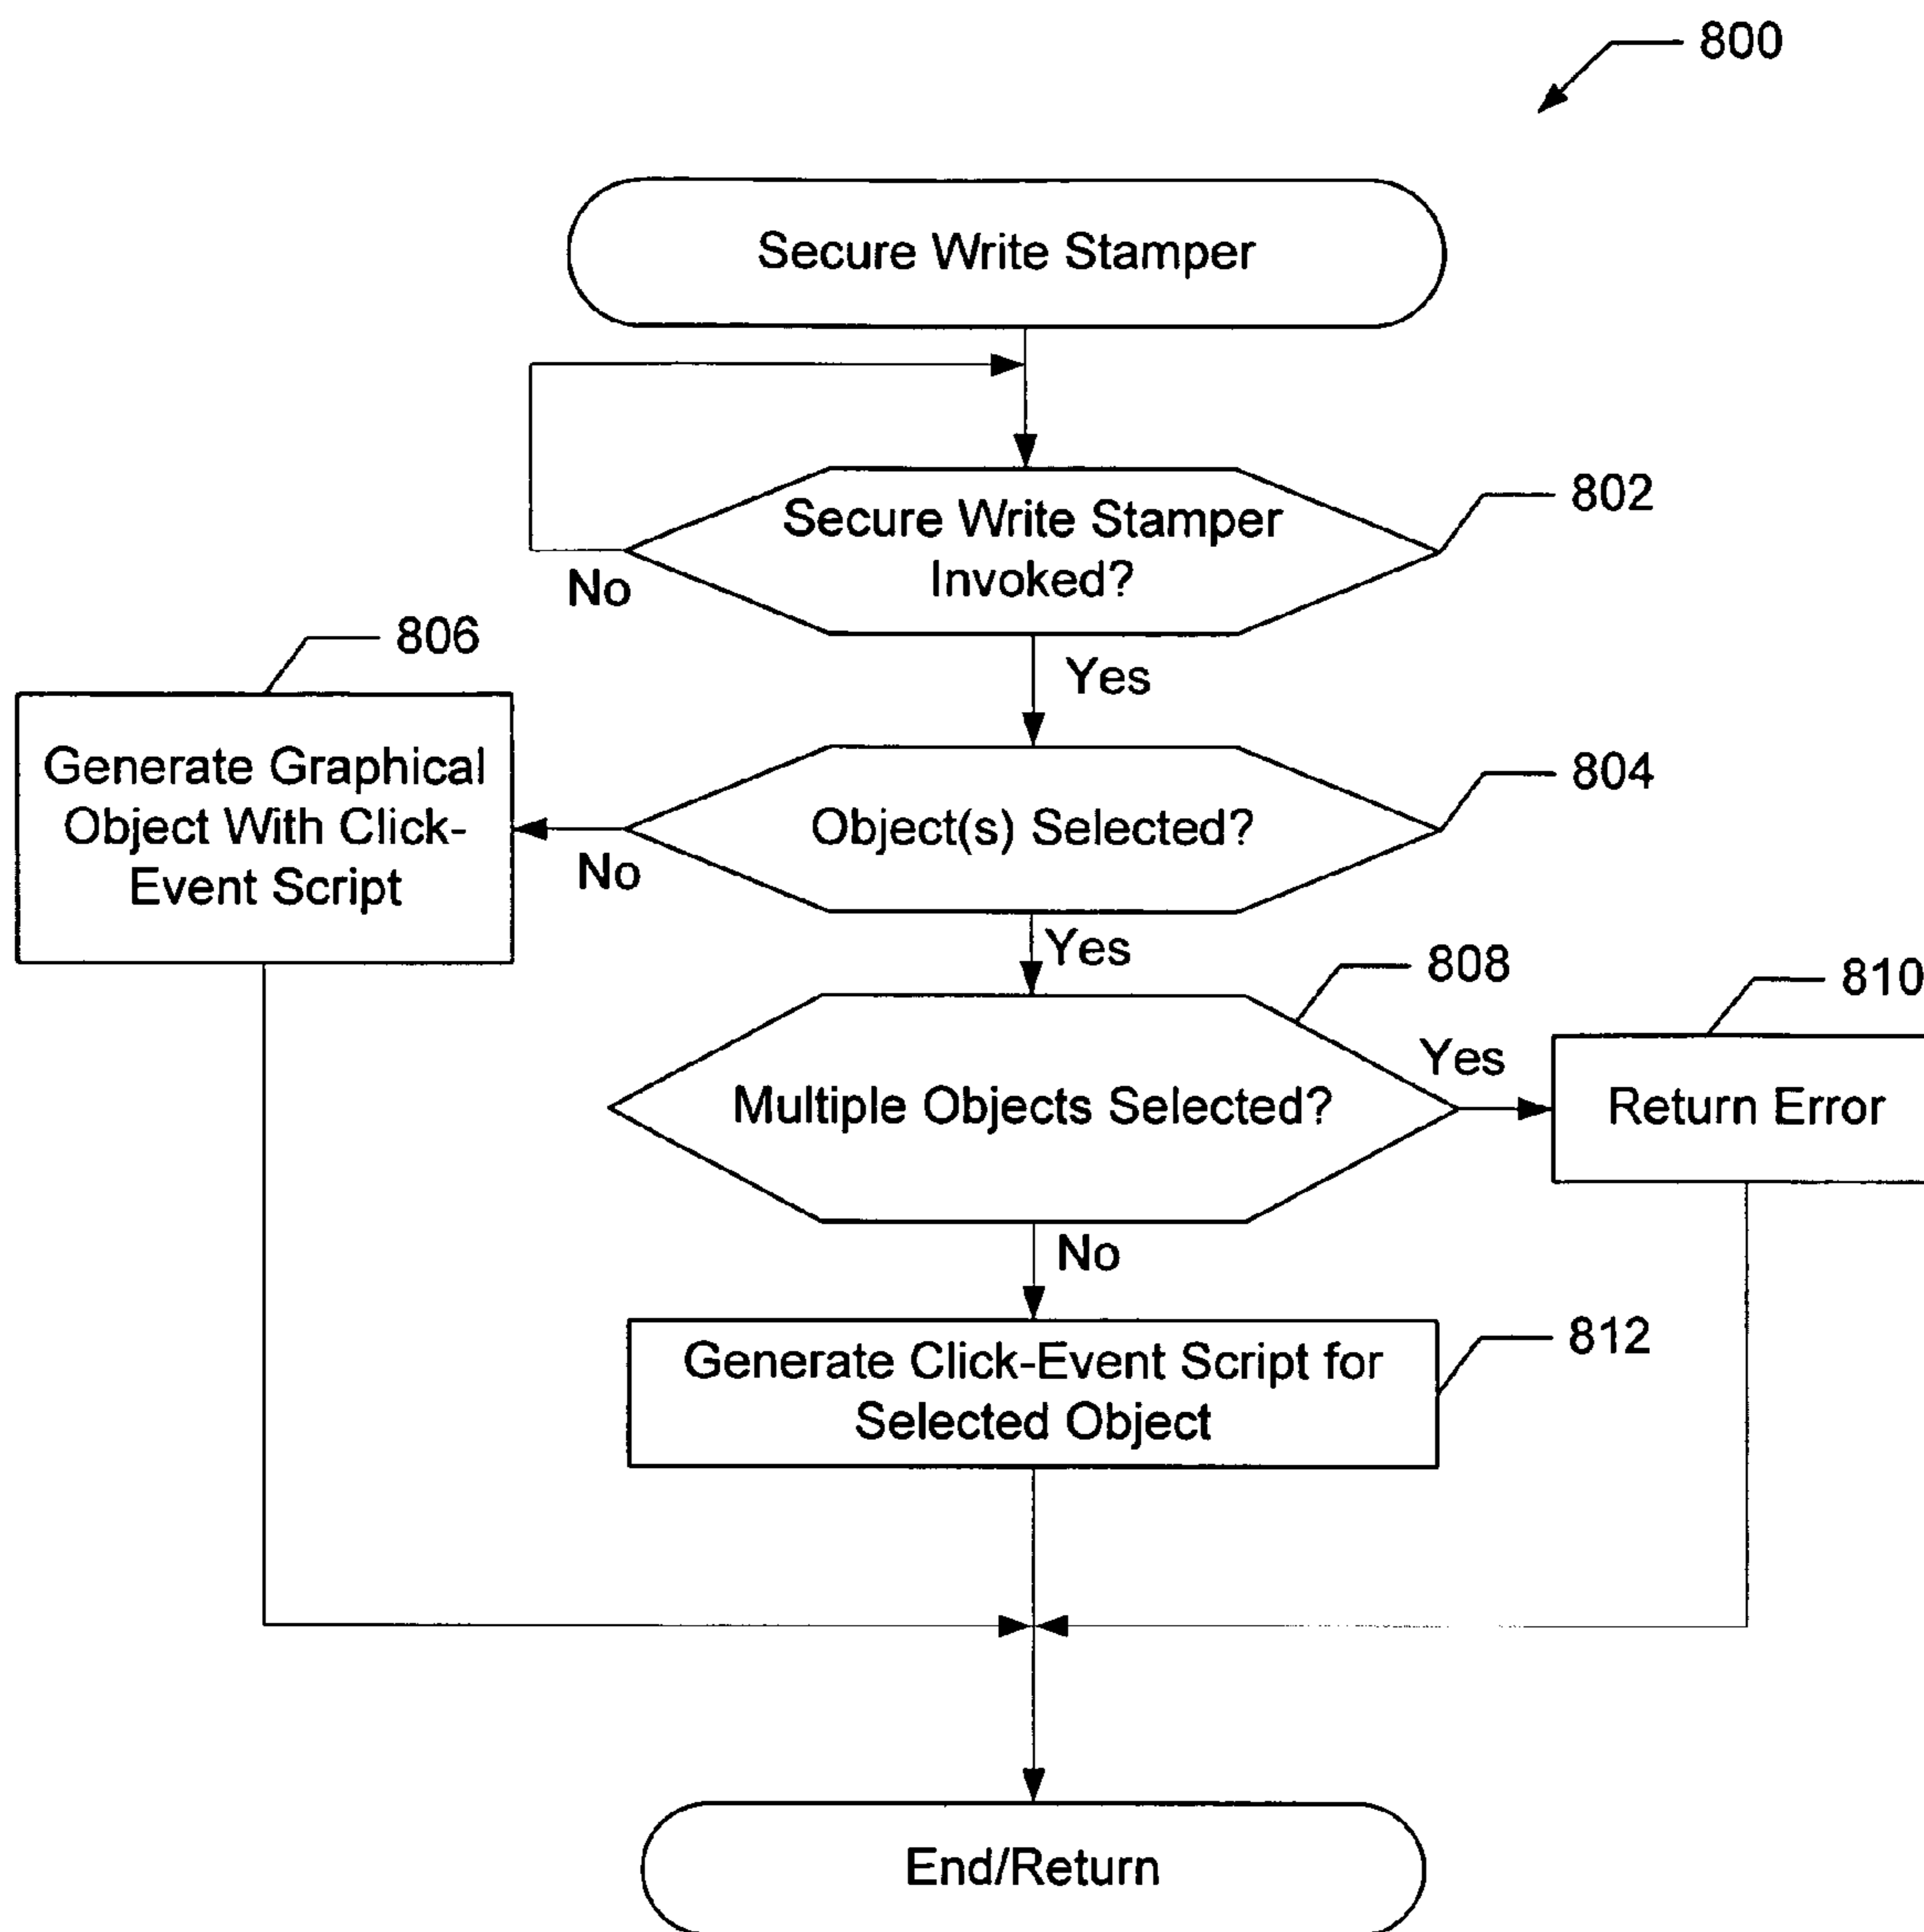 800
Secure Write Stamper
802
Secure Write Stamper
Invoked?
No
806
Yes
Generate Graphical
Object With Click-
Event Script
804
Object(s) Selected?
No
Yes
808
810
Yes
Multiple Objects Selected?
Return Error
No
812
Generate Click-Event Script for
Selected Object
End/Return